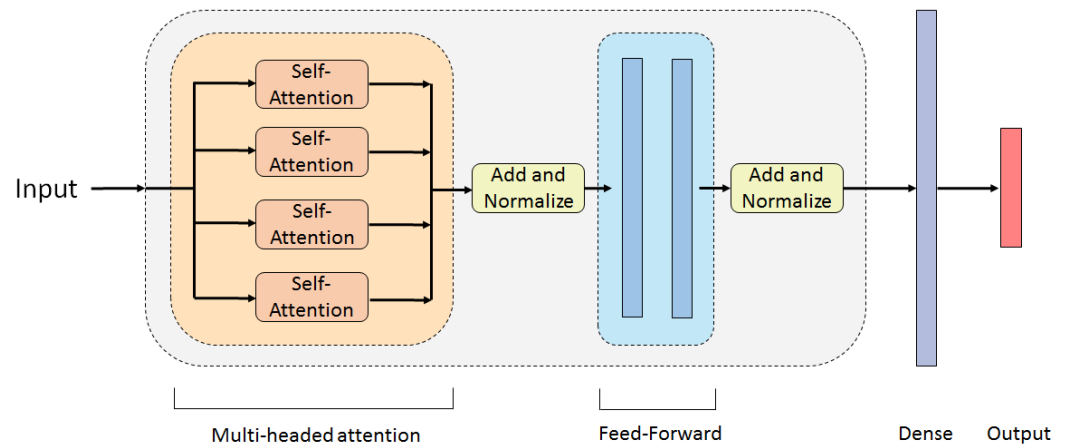 Input
Self-
Attention
Self-
Attention
Self-
Attention
Self-
Attention
Add and
Normalize
Add and
Normalize
Multi-headed attention
Feed-Forward
Dense
Output